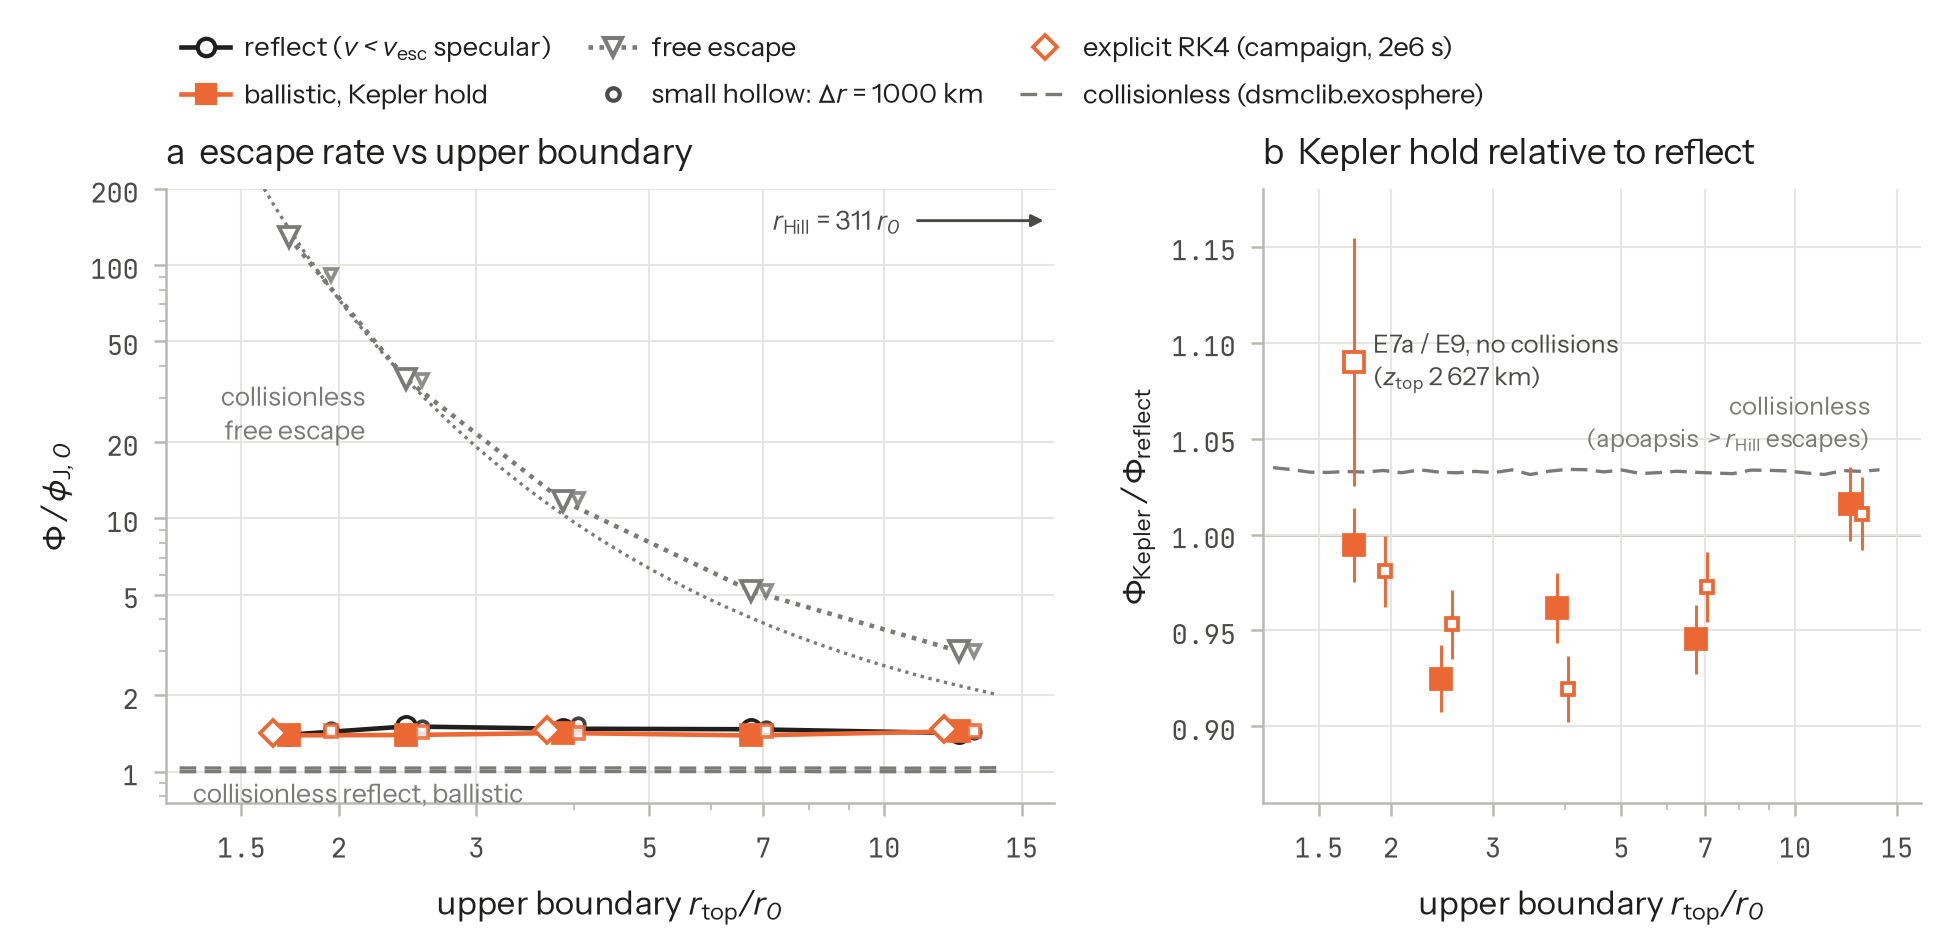 reflect (v < vesc specular)
free escape
explicit RK4 (campaign, 2e6 s)
ballistic, Kepler hold
small hollow: Δr = 1000 km
collisionless (dsmclib.exosphere)
a escape rate vs upper boundary
200
100
50
20
10
5
2
1
Φ / ϕJ, 0
rHill = 311 r0
collisionless
free escape
collisionless reflect, ballistic
1.5 2 3 5 7 10 15
upper boundary rtop/r0
b Kepler hold relative to reflect
1.15
1.10
1.05
1.00
0.95
0.90
ΦKepler / Φreflect
E7a / E9, no collisions
(ztop 2 627 km)
collisionless
(apoapsis > rHill escapes)
1.5 2 3 5 7 10 15
upper boundary rtop/r0